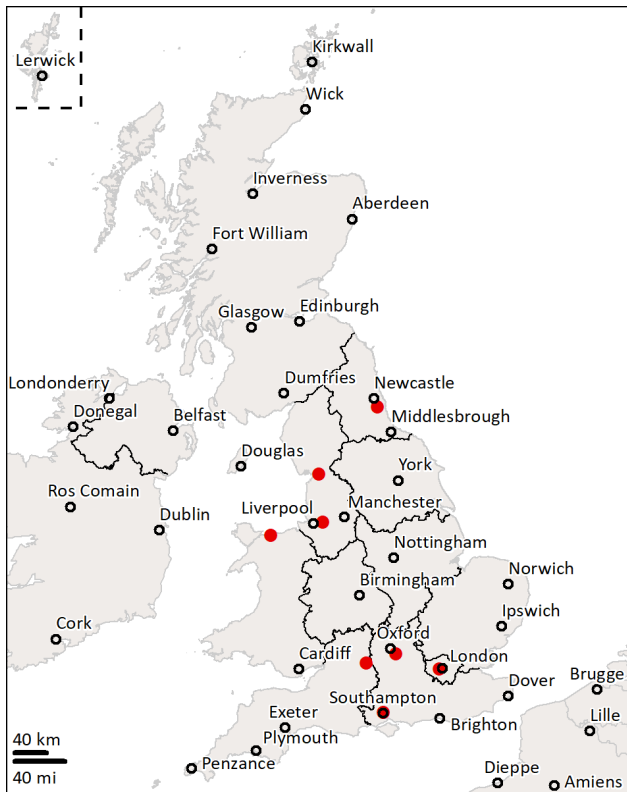 Kirkwall
Lerwick
Wick
Inverness
Aberdeen
Fort William
Edinburgh
Glasgow
Dumfries
Londonderry
Newcastle
Donegal
Belfast
Middlesbrough
Douglas
York
Ros Comain
Liverpool
Manchester
Dublin
Nottingham
Norwich
Birmingham
Ipswich
Cork
Oxford
Cardiff
London
Dover
Brugge
Southampton
Exeter
Brighton
Lille
Plymouth
40 km
Penzance
40 mi
Dieppe
Amiens